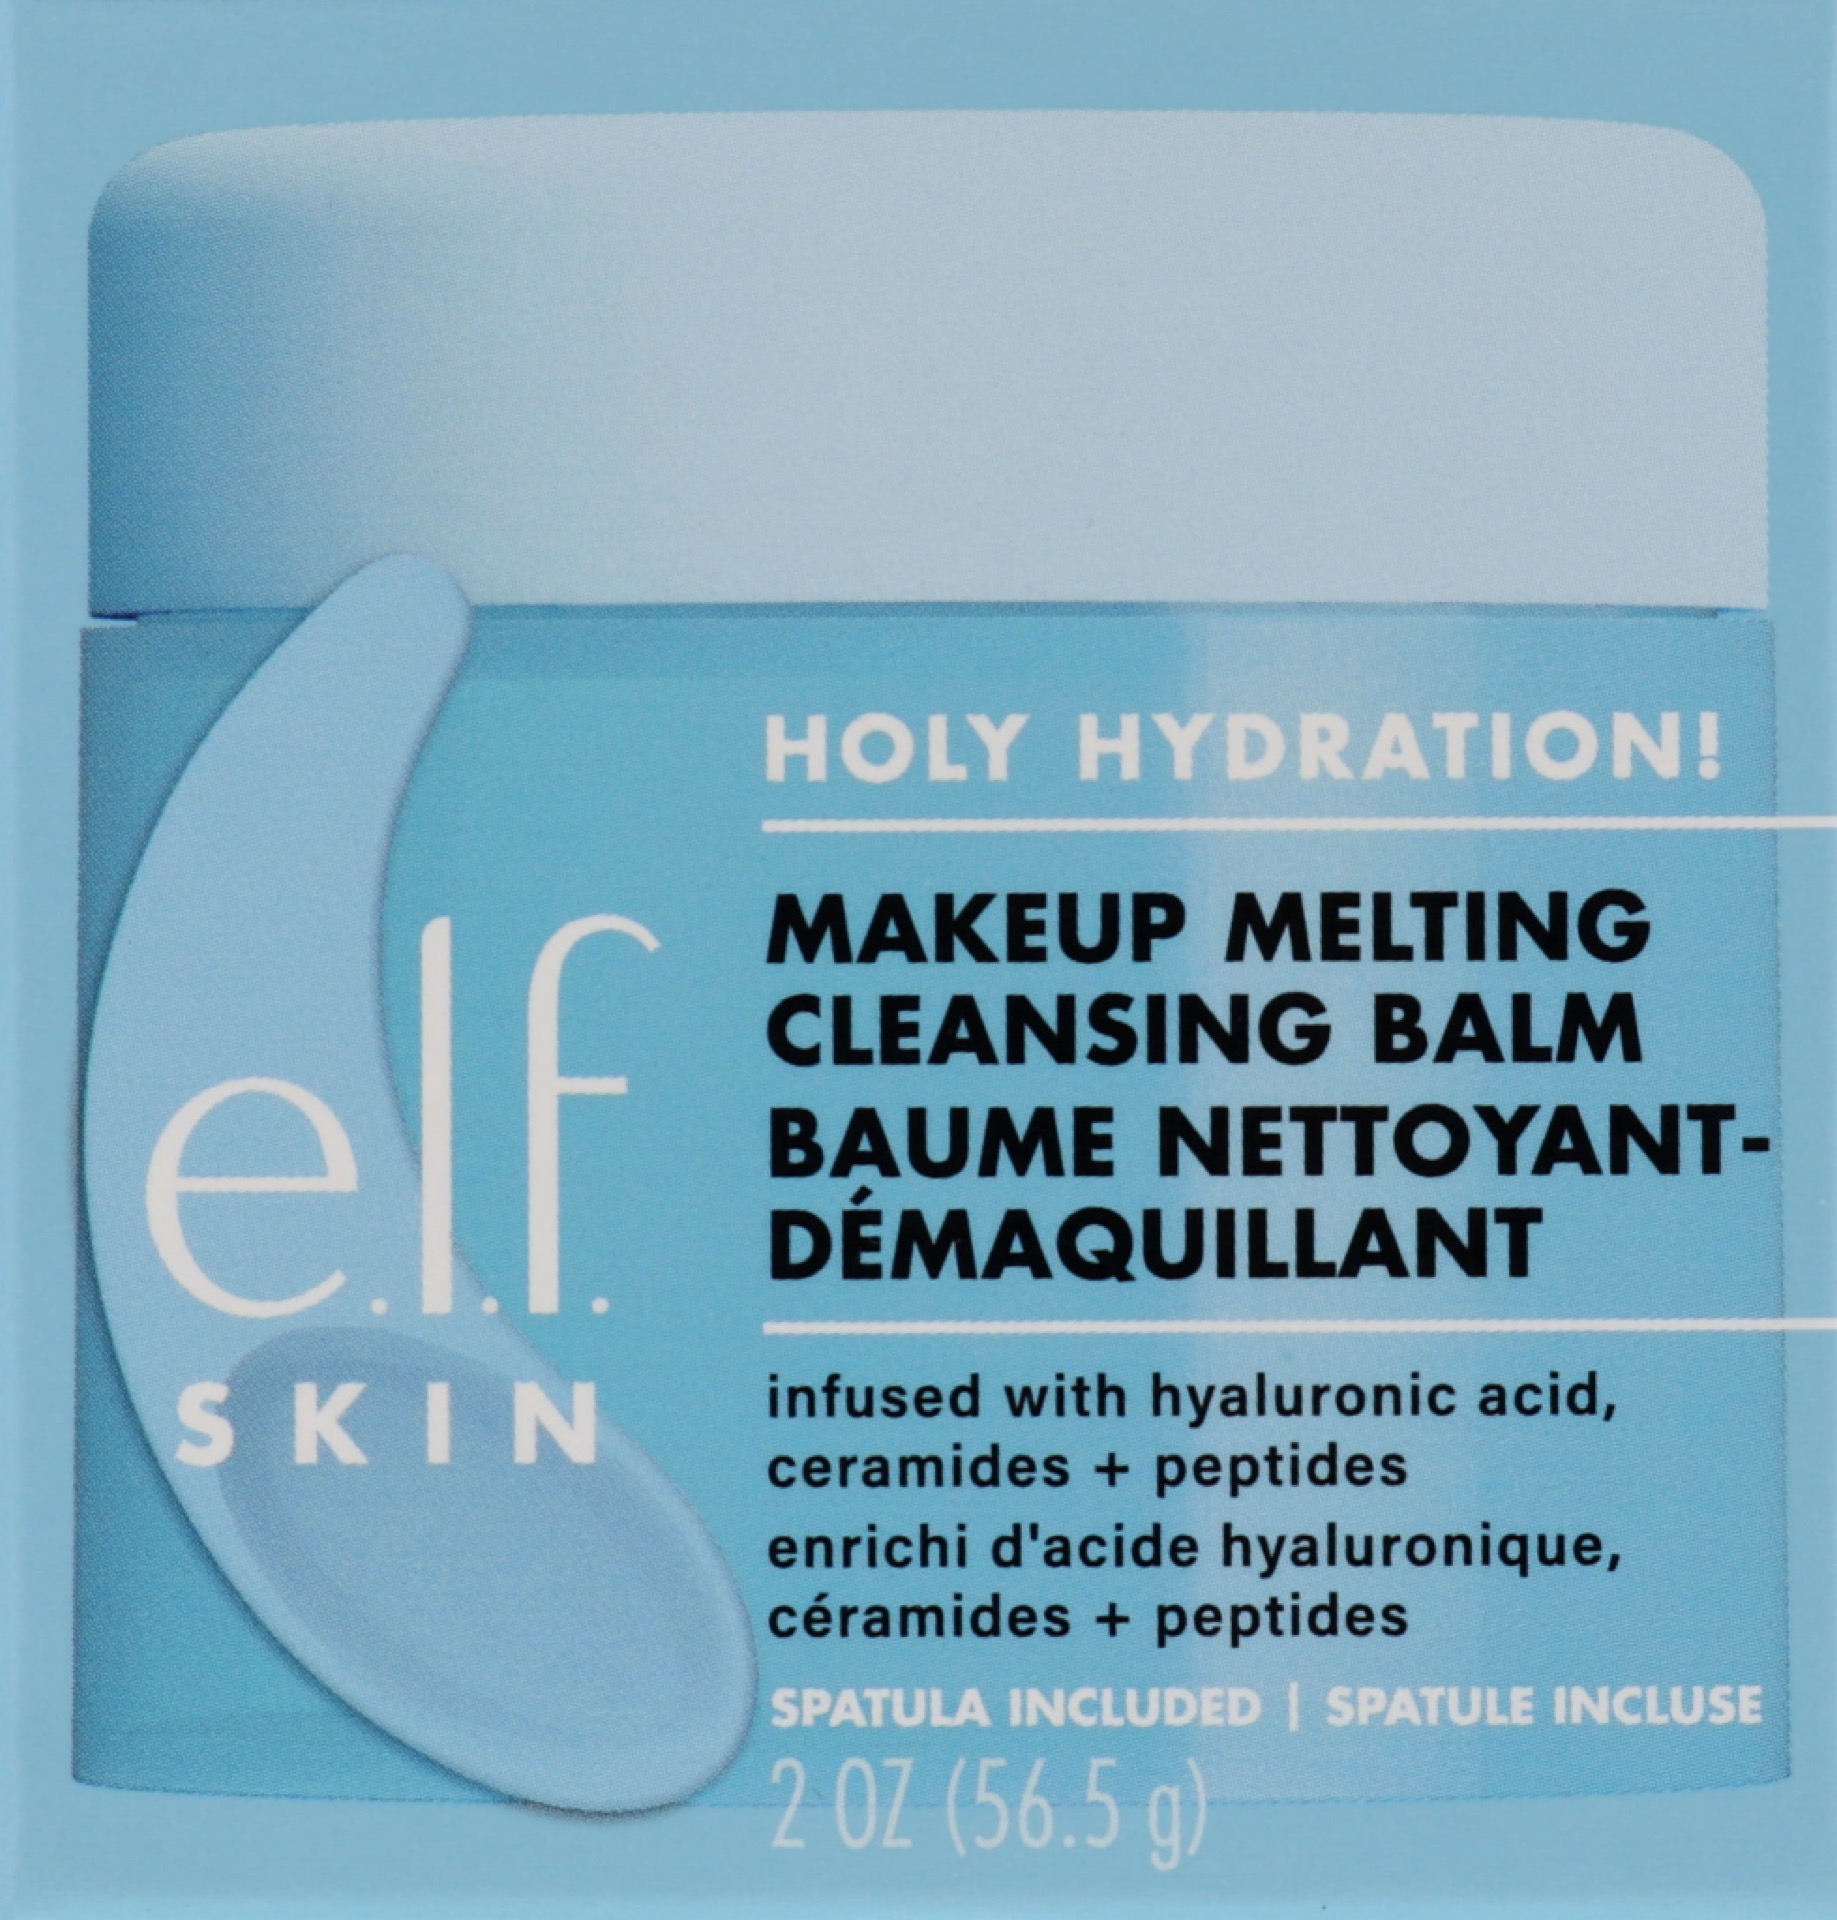 e.l.f.
SKIN
HOLY HYDRATION!
MAKEUP MELTING
CLEANSING BALM
BAUME NETTOYANT-
DÉMAQUILLANT
infused with hyaluronic acid,
ceramides + peptides
enrichi d'acide hyaluronique,
céramides + peptides
SPATULA INCLUDED | SPATULE INCLUSE
2 OZ (56.5 g)